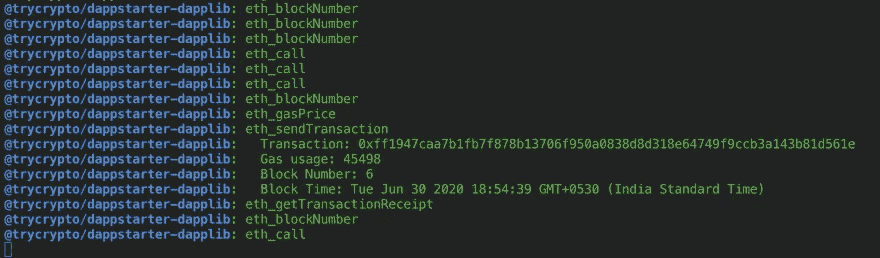 @trycrypto/dappstarter-dapplib: eth_blockNumber
@trycrypto/dappstarter-dapplib: eth_blockNumber
@trycrypto/dappstarter-dapplib: eth_blockNumber
@trycrypto/dappstarter-dapplib: eth_call
@trycrypto/dappstarter-dapplib: eth_call
@trycrypto/dappstarter-dapplib: eth_call
@trycrypto/dappstarter-dapplib: eth_blockNumber
@trycrypto/dappstarter-dapplib: eth_gasPrice
@trycrypto/dappstarter-dapplib: eth_sendTransaction
@trycrypto/dappstarter-dapplib:   Transaction: 0xff1947caa7b1fb7f878b13706f950a0838d8d318e64749f9ccb3a143b81d561e
@trycrypto/dappstarter-dapplib:   Gas usage: 45498
@trycrypto/dappstarter-dapplib:   Block Number: 6
@trycrypto/dappstarter-dapplib:   Block Time: Tue Jun 30 2020 18:54:39 GMT+0530 (India Standard Time)
@trycrypto/dappstarter-dapplib: eth_getTransactionReceipt
@trycrypto/dappstarter-dapplib: eth_blockNumber
@trycrypto/dappstarter-dapplib: eth_call